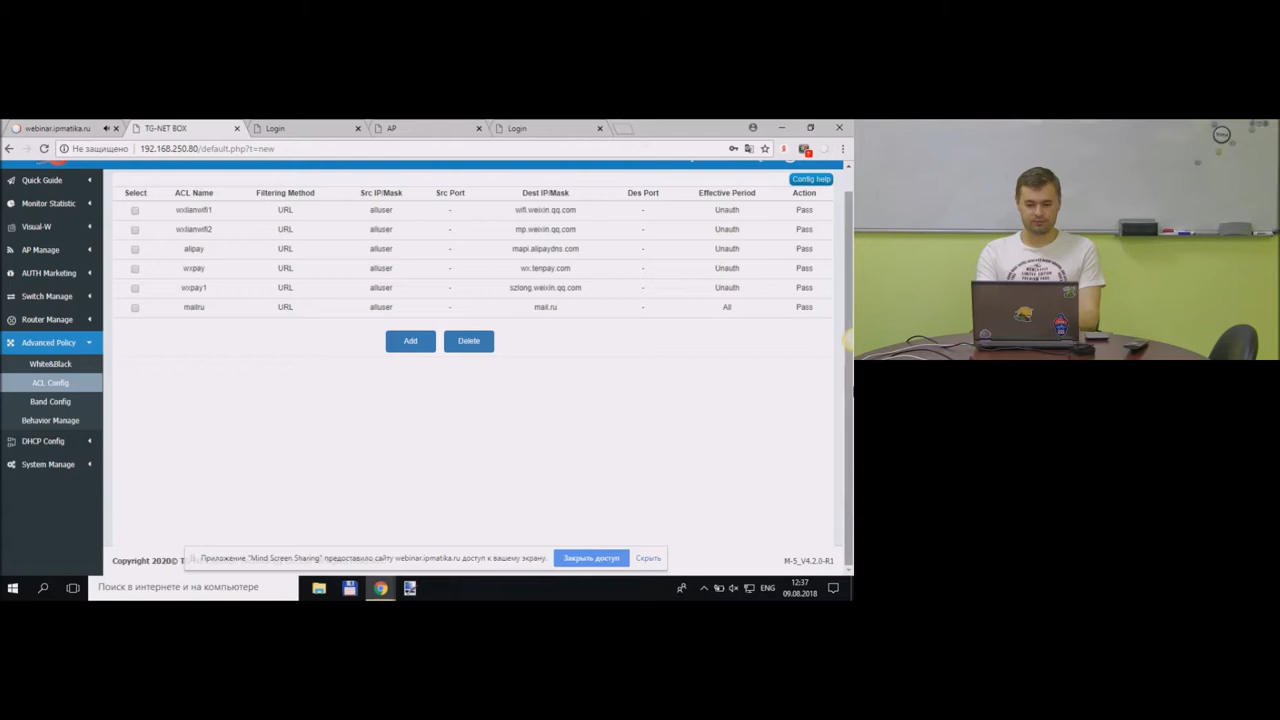 webinar.ipmatika.ru
TG-NET BOX
Login
AP
Login
Не защищено
192.168.250.80/default.php?t=new
Config help
Quick Guide
Monitor Statistic
Visual-W
AP Manage
AUTH Marketing
Switch Manage
Router Manage
Advanced Policy
White&Black
ACL Config
Band Config
Behavior Manage
DHCP Config
System Manage
Select ACL Name Filtering Method Src IP/Mask Src Port Dest IP/Mask Des Port Effective Period Action
wxlianwifi1 URL alluser - wifi.weixin.qq.com - Unauth Pass
wxlianwifi2 URL alluser - mp.weixin.qq.com - Unauth Pass
alipay URL alluser - mapi.alipaydns.com - Unauth Pass
wxpay URL alluser - wx.tenpay.com - Unauth Pass
wxpay1 URL alluser - szlong.weixin.qq.com - Unauth Pass
mailru URL alluser - mail.ru - All Pass
Add Delete
Приложение "Mind Screen Sharing" предоставило сайту webinar.ipmatika.ru доступ к вашему экрану.
Закрыть доступ
Скрыть
Copyright 2020© T
M-5_V4.2.0-R1
Поиск в интернете и на компьютере
ENG
12:37
09.08.2018